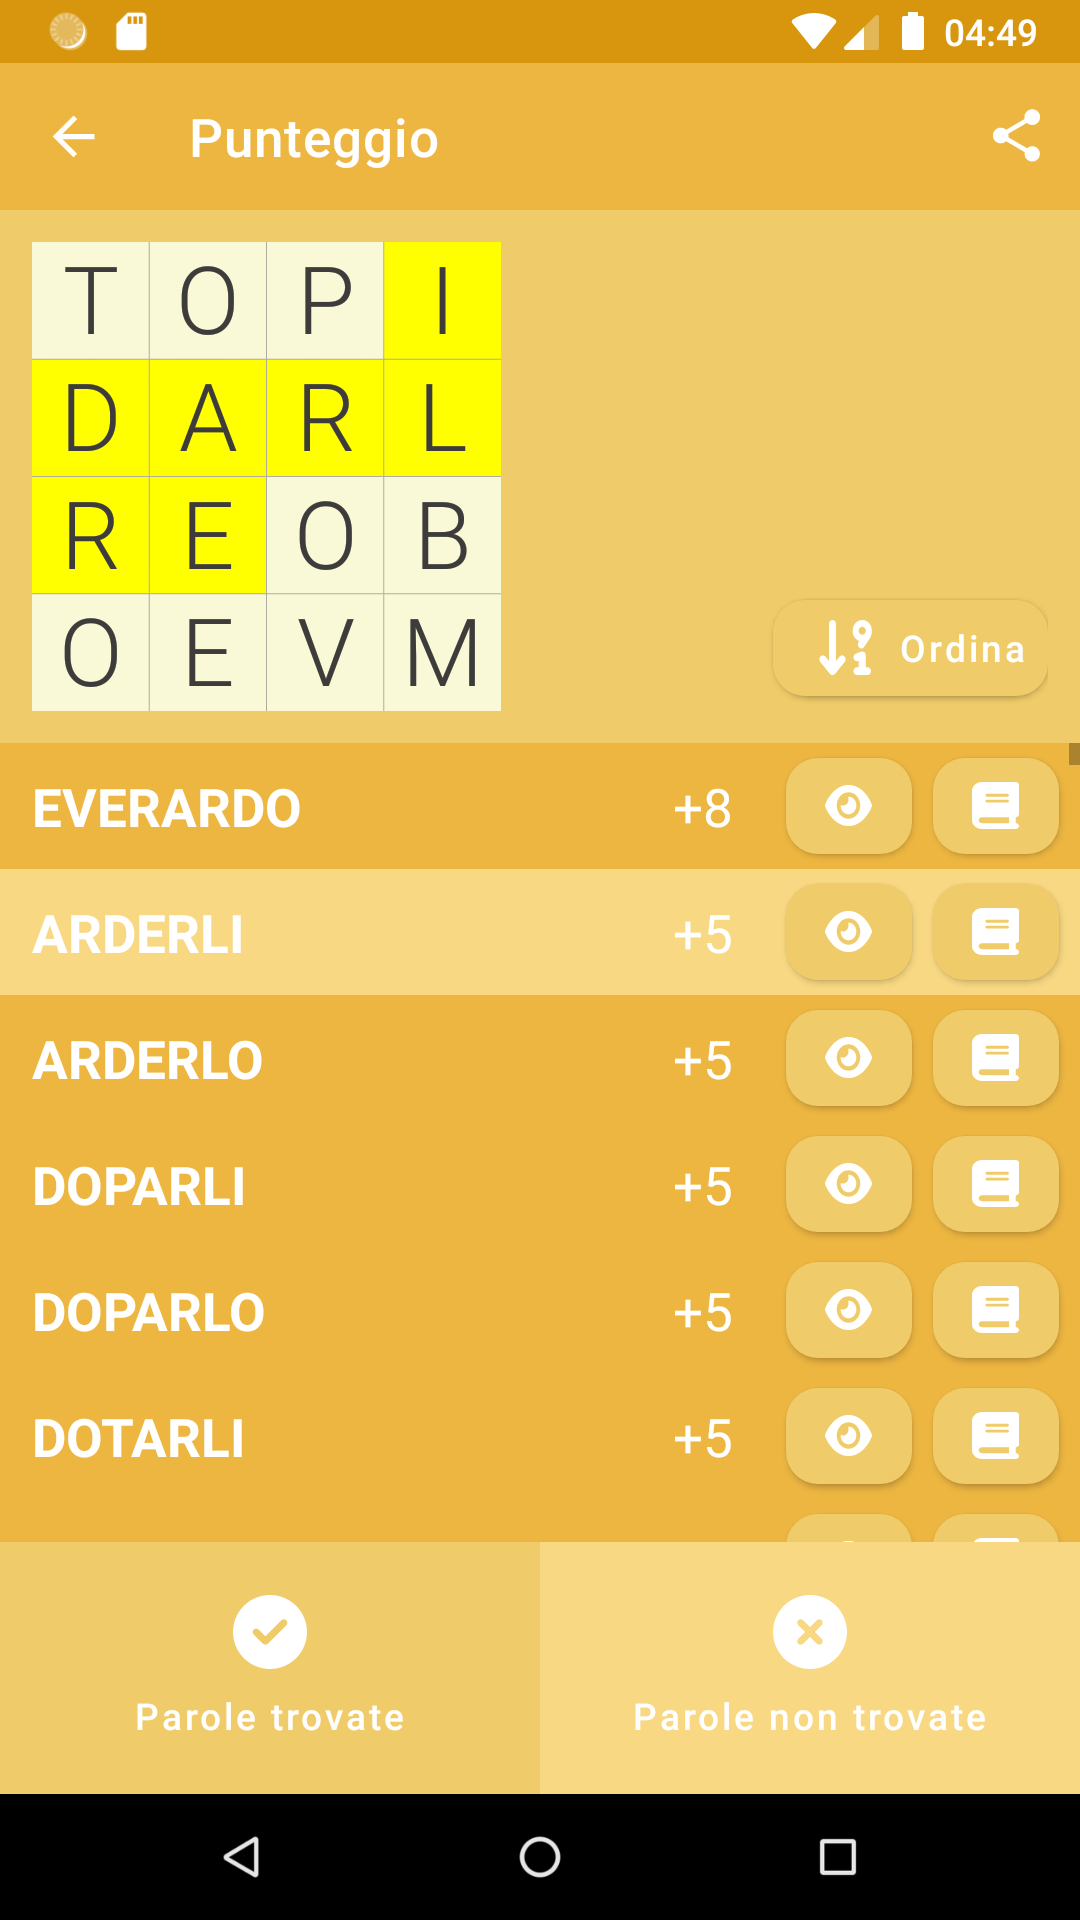 04:49
Punteggio
T O P I
D A R L
R E O B
O E V M
Ordina
EVERARDO +8
ARDERLI +5
ARDERLO +5
DOPARLI +5
DOPARLO +5
DOTARLI +5
Parole trovate
Parole non trovate